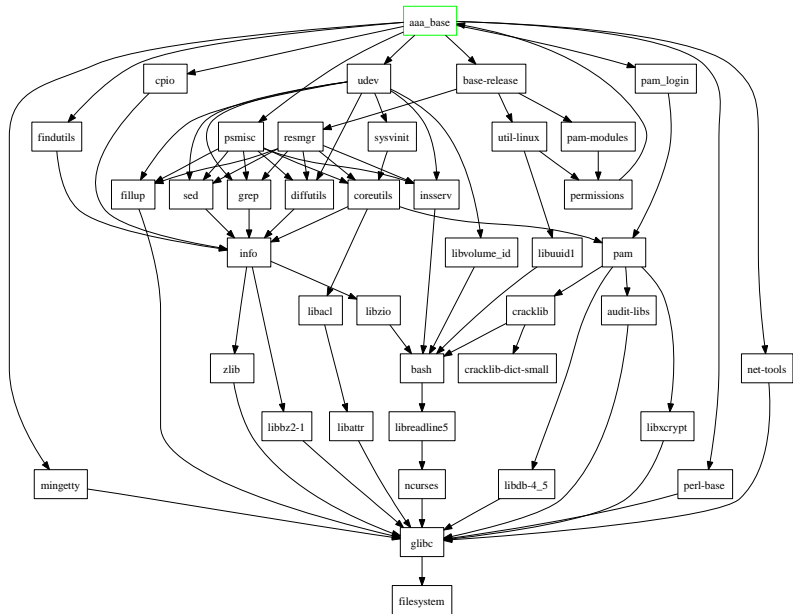 aaa_base
cpio
udev
base-release
pam_login
findutils
psmisc
resmgr
sysvinit
util-linux
pam-modules
fillup
sed
grep
diffutils
coreutils
insserv
permissions
info
libvolume_id
libuuid1
pam
libacl
libzio
cracklib
audit-libs
zlib
bash
cracklib-dict-small
net-tools
libbz2-1
libattr
libreadline5
libxcrypt
mingetty
ncurses
libdb-4_5
perl-base
glibc
filesystem